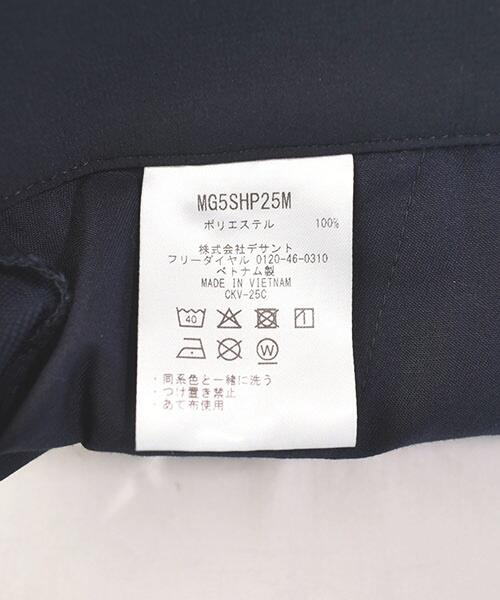 MG5SHP25M
ポリエステル 100%
株式会社デサント
フリーダイヤル 0120-46-0310
ベトナム製
MADE IN VIETNAM
CKV-25C
40
W
・同系色と一緒に洗う
・つけ置き禁止
・あて布使用